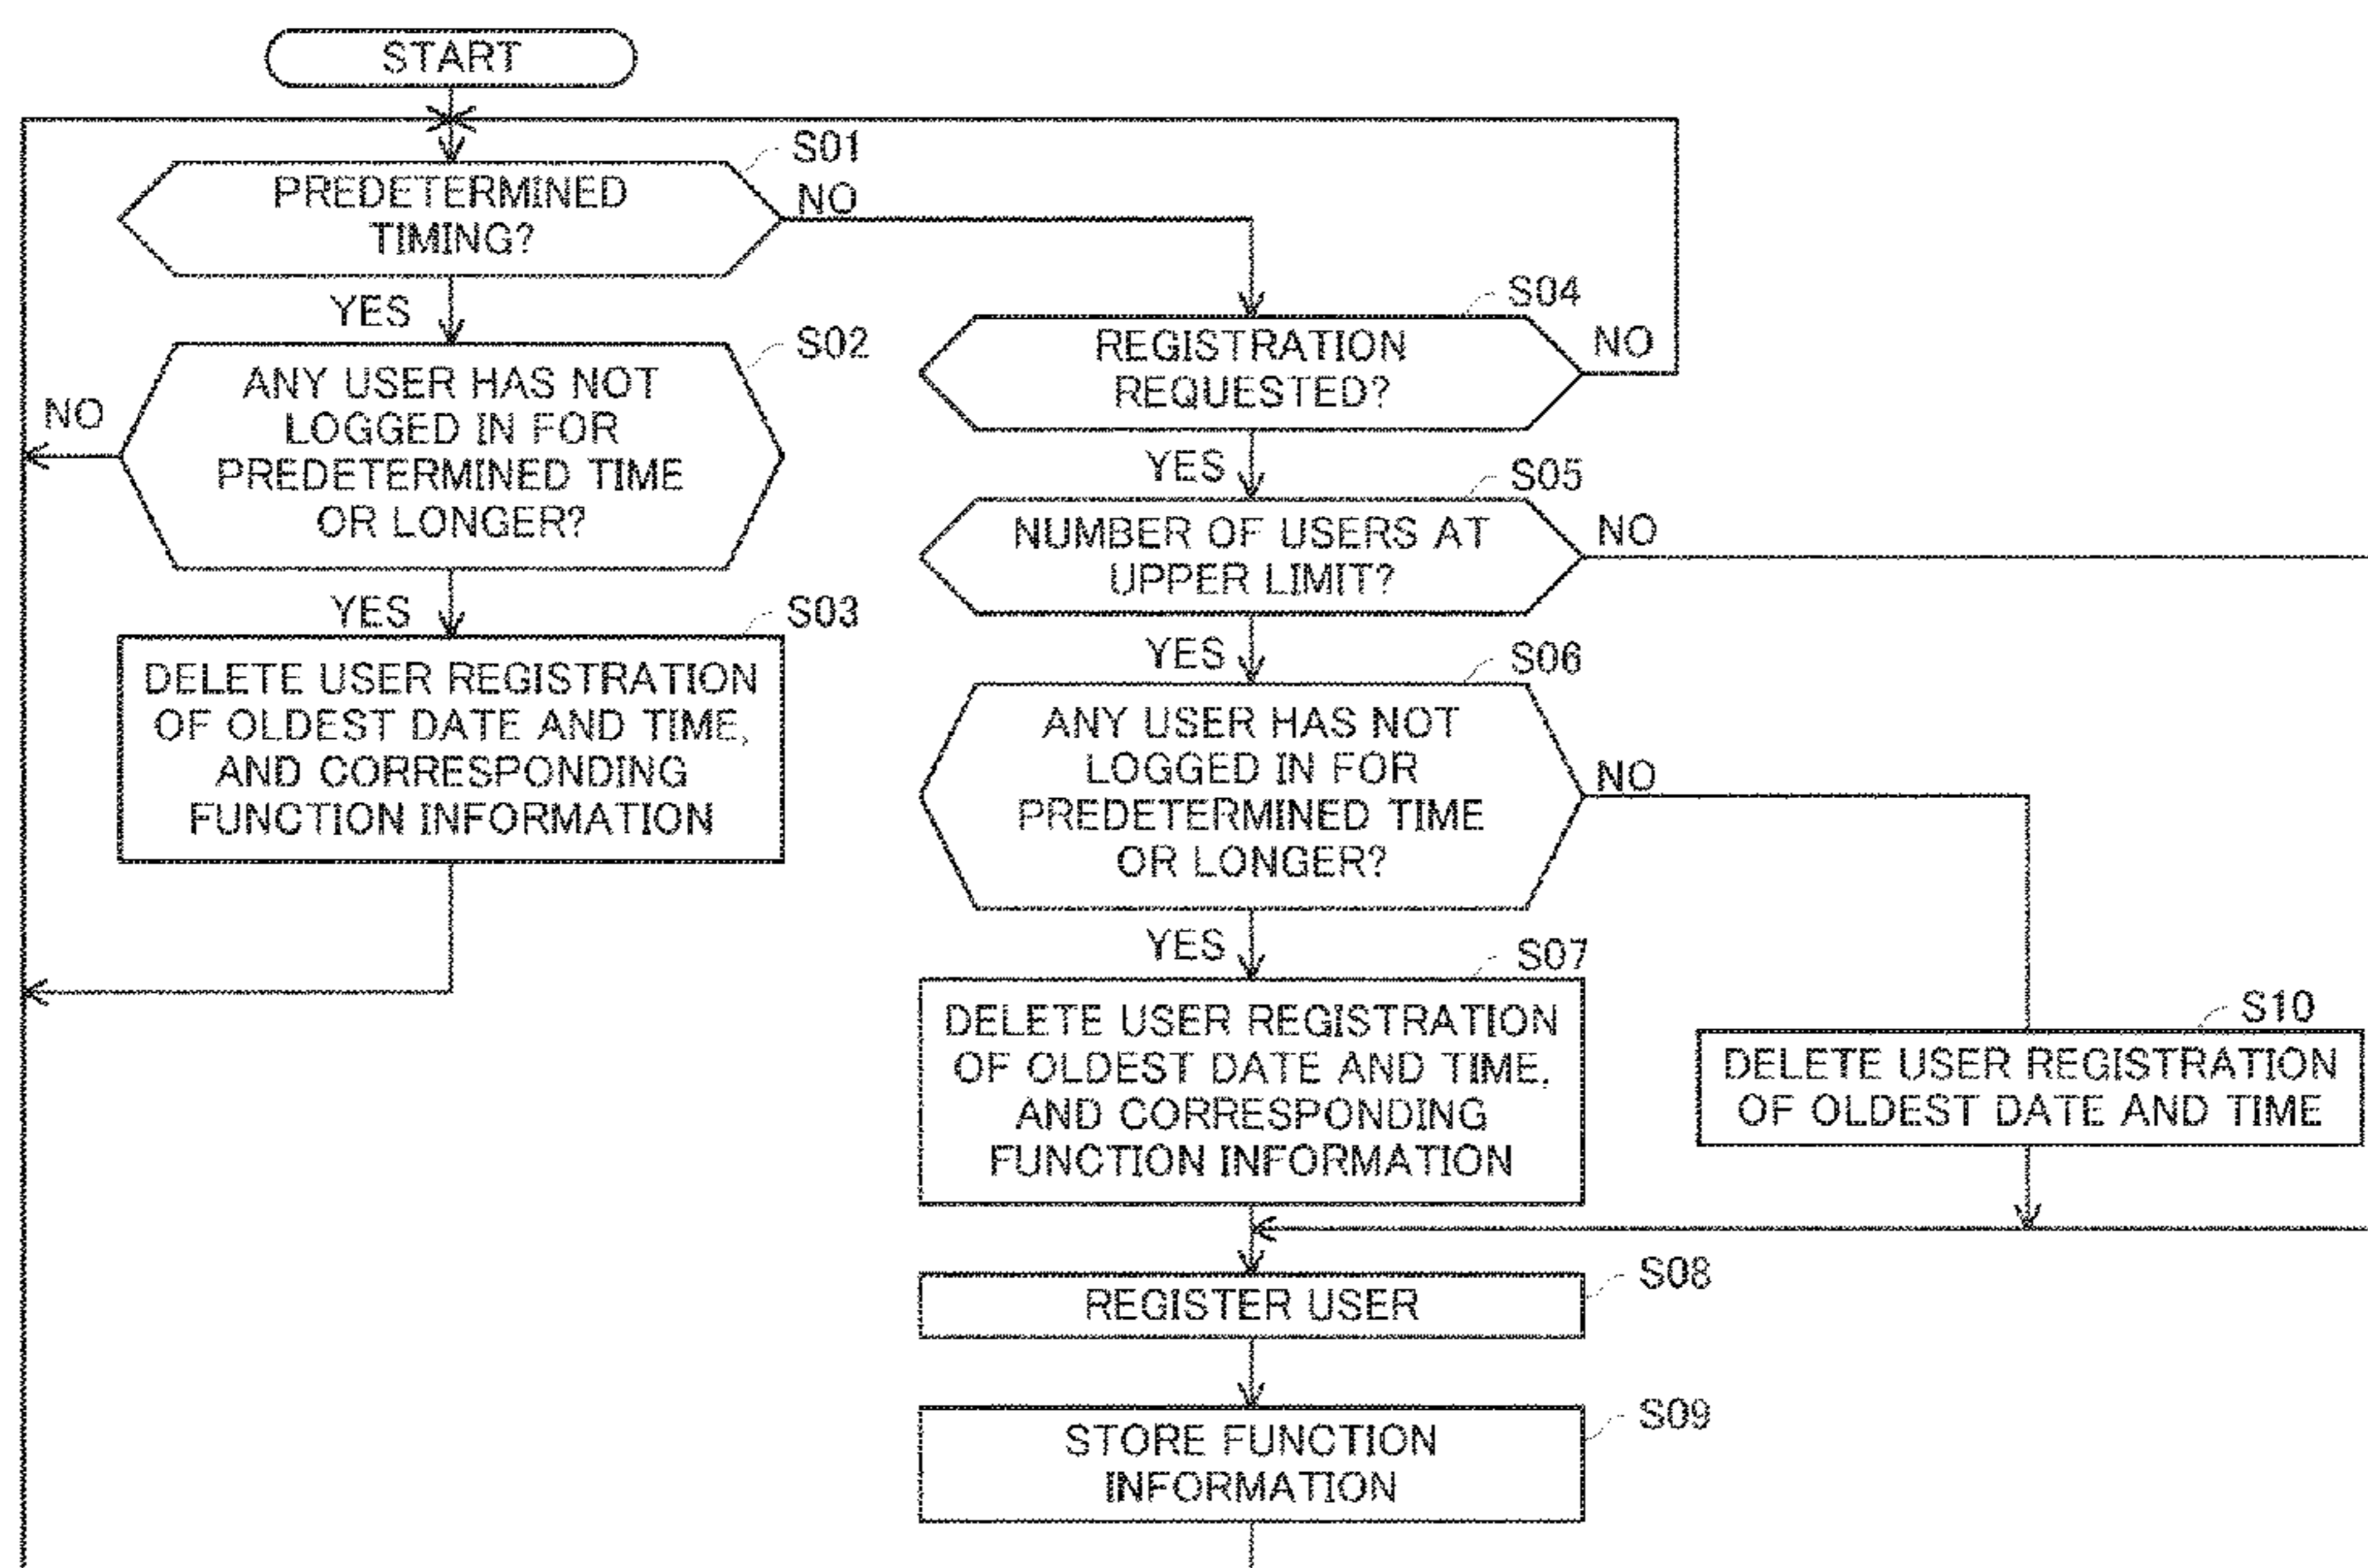 START
S01
PREDETERMINED
TIMING?
NO
YES
S02
ANY USER HAS NOT
LOGGED IN FOR
PREDETERMINED TIME
OR LONGER?
NO
YES
S03
DELETE USER REGISTRATION
OF OLDEST DATE AND TIME,
AND CORRESPONDING
FUNCTION INFORMATION
S04
REGISTRATION
REQUESTED?
NO
YES
S05
NUMBER OF USERS AT
UPPER LIMIT?
NO
YES
S06
ANY USER HAS NOT
LOGGED IN FOR
PREDETERMINED TIME
OR LONGER?
NO
YES
S07
DELETE USER REGISTRATION
OF OLDEST DATE AND TIME,
AND CORRESPONDING
FUNCTION INFORMATION
S10
DELETE USER REGISTRATION
OF OLDEST DATE AND TIME
S08
REGISTER USER
S09
STORE FUNCTION
INFORMATION